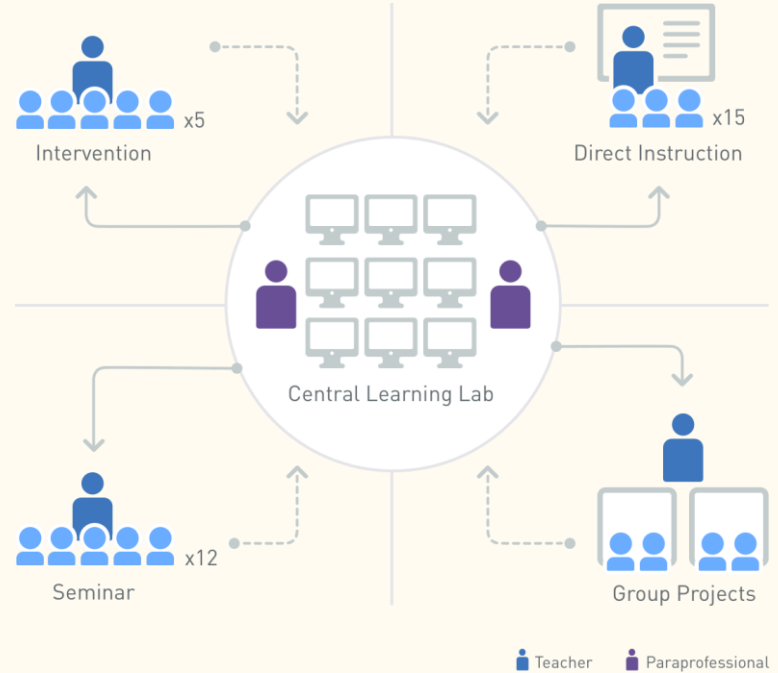 x5
Intervention
x15
Direct Instruction
Central Learning Lab
x12
Seminar
Group Projects
Teacher
Paraprofessional